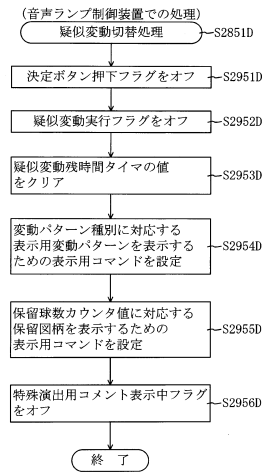 (音声ランプ制御装置での処理)
疑似変動切替処理
S2851D
決定ボタン押下フラグをオフ
S2951D
疑似変動実行フラグをオフ
S2952D
疑似変動残時間タイマの値
をクリア
S2953D
変動パターン種別に対応する
表示用変動パターンを表示する
ための表示用コマンドを設定
S2954D
保留球数カウンタ値に対応する
保留図柄を表示するための
表示用コマンドを設定
S2955D
特殊演出用コメント表示中フラグ
をオフ
S2956D
終 了